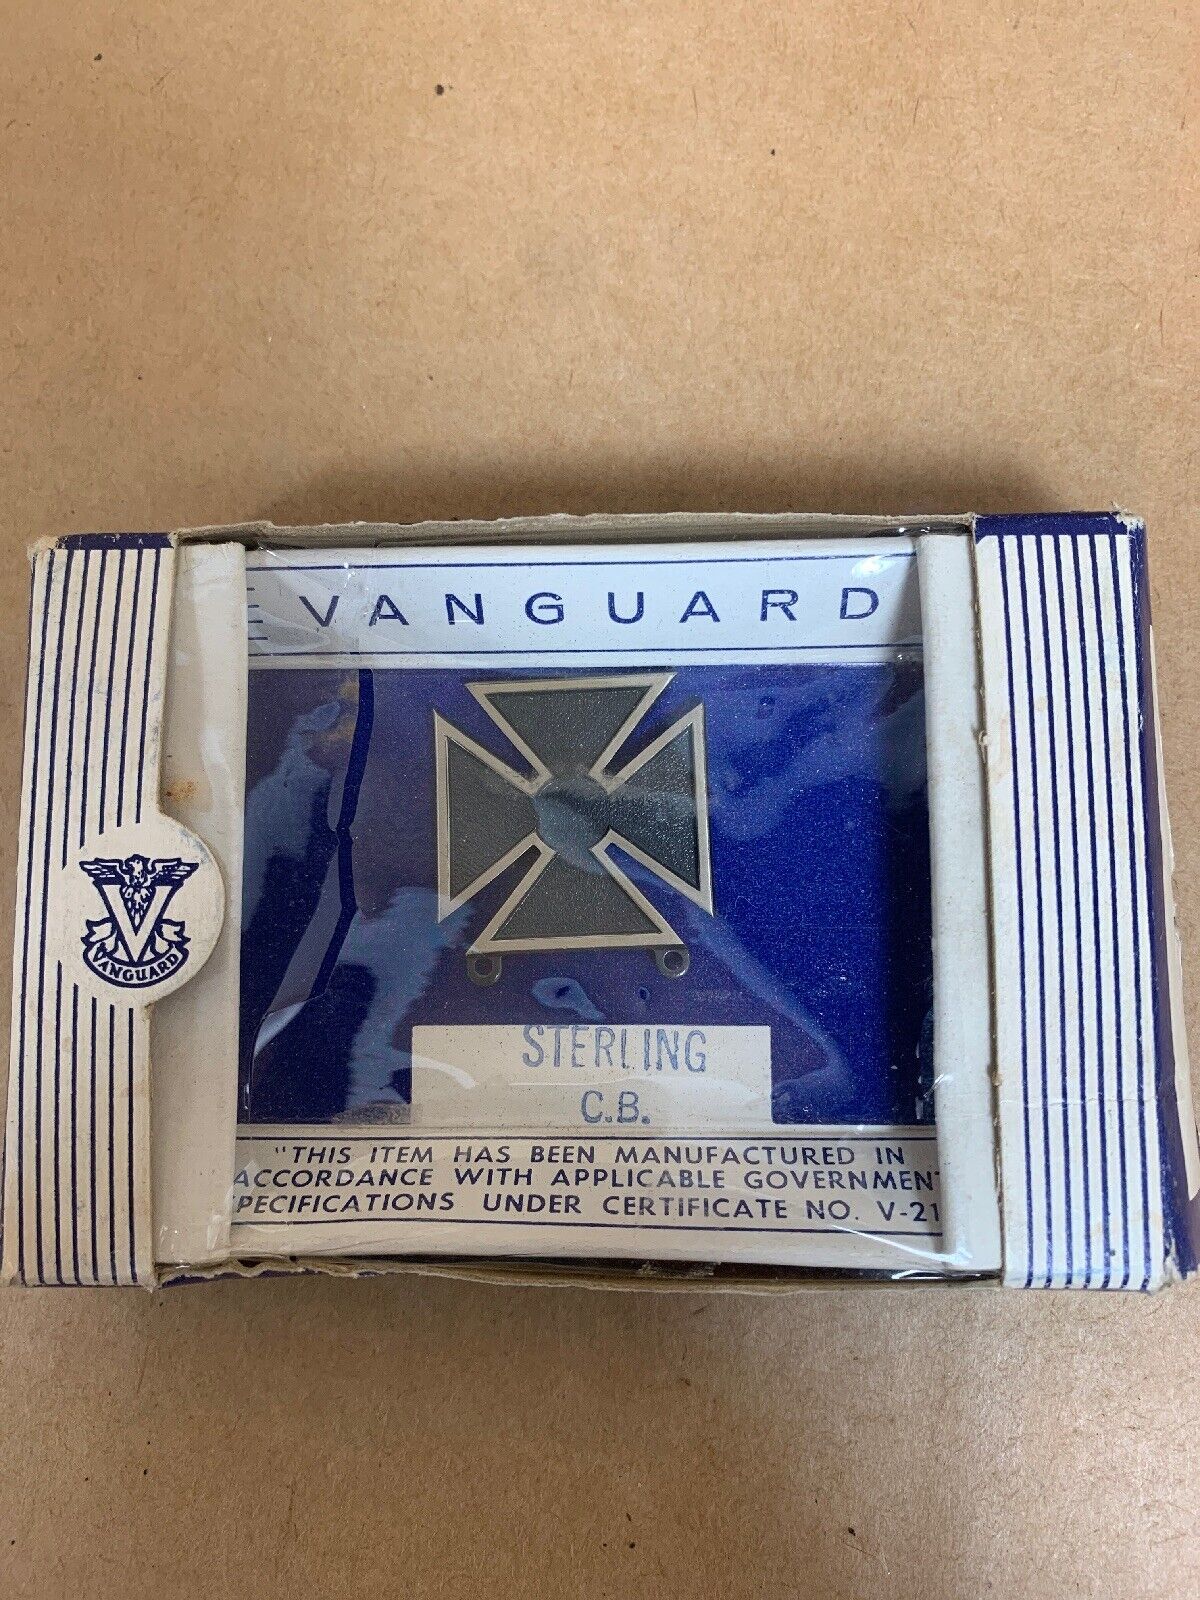 VANGUARD
VANGUARD
STERLING
C.B.
"THIS ITEM HAS BEEN MANUFACTURED IN
ACCORDANCE WITH APPLICABLE GOVERNMENT
SPECIFICATIONS UNDER CERTIFICATE NO. V-21